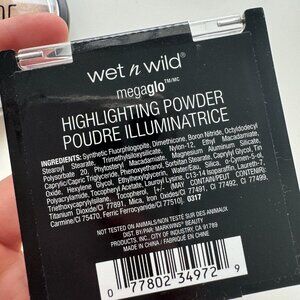 wet n wild®
megaglo™/MC
HIGHLIGHTING POWDER
POUDRE ILLUMINATRICE
INGREDIENTS: Synthetic Fluorphlogopite, Dimethicone, Boron Nitride, Octyldodecyl
Stearoyl Stearate, Trimethylsiloxysilicate, Nylon-12, Ethyl Macadamiate,
Polysorbate 20, Phytosteryl Macadamiate, Magnesium Aluminum Silicate,
Caprylic/Capric Triglyceride, Phenoxyethanol, Sorbitan Stearate, Caprylyl Glycol, Tin
Oxide, Hexylene Glycol, Ethylhexylglycerin, Silica, o-Cymen-5-ol,
Polyacrylamide, Tocopheryl Acetate, Laureth-7,
Triethoxycaprylylsilane, Tocopherol, [+/- (MAY CONTAIN/PEUT CONTENIR):
Titanium Dioxide/CI 77891, Mica, Iron Oxides/CI 77491, CI 77492, CI 77499,
Carmine/CI 75470, Ferric Ferrocyanide/CI 77510]. 0317
NOT TESTED ON ANIMALS/NON TESTÉ SUR DES ANIMAUX
DIST. BY/DIST. PAR: MARKWINS® BEAUTY
PRODUCTS, INC., CITY OF INDUSTRY, CA 91789
MADE IN CHINA / FABRIQUÉ EN CHINE
0 77802 34972 9